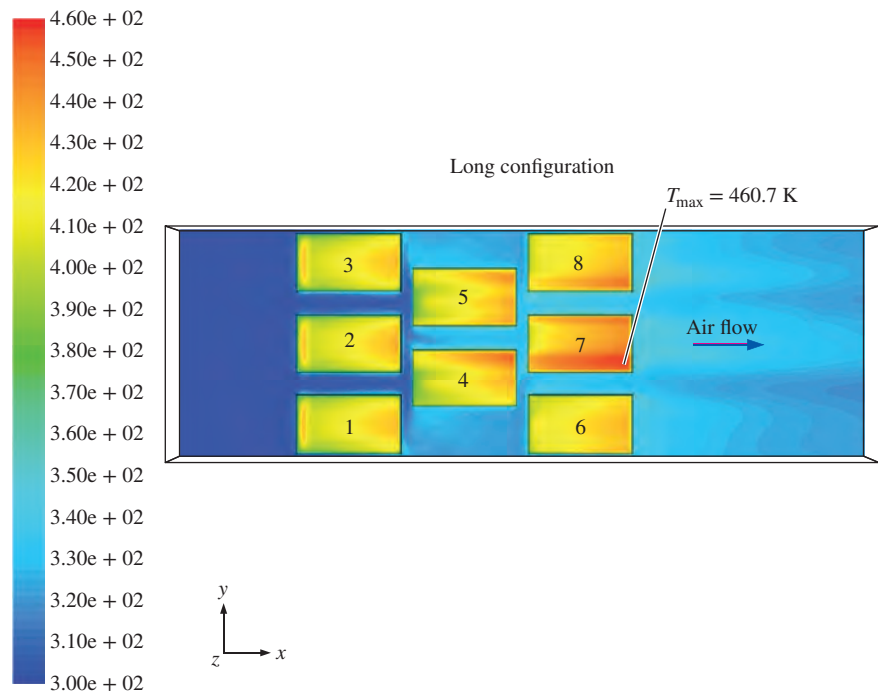 4.60e + 02
4.50e + 02
4.40e + 02
4.30e + 02
4.20e + 02
4.10e + 02
4.00e + 02
3.90e + 02
3.80e + 02
3.70e + 02
3.60e + 02
3.50e + 02
3.40e + 02
3.30e + 02
3.20e + 02
3.10e + 02
3.00e + 02
Long configuration
Tmax = 460.7 K
3
8
5
2
7
Air flow
4
1
6
y
z
x